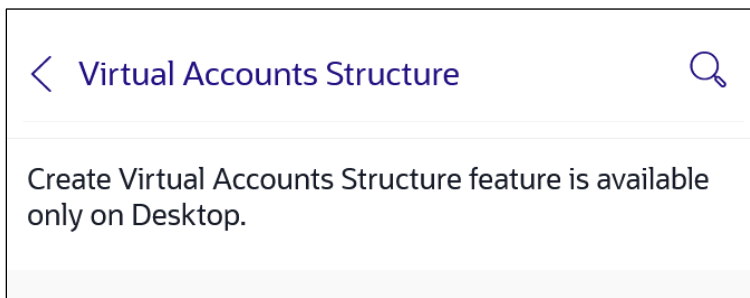 Virtual Accounts Structure
Create Virtual Accounts Structure feature is available
only on Desktop.